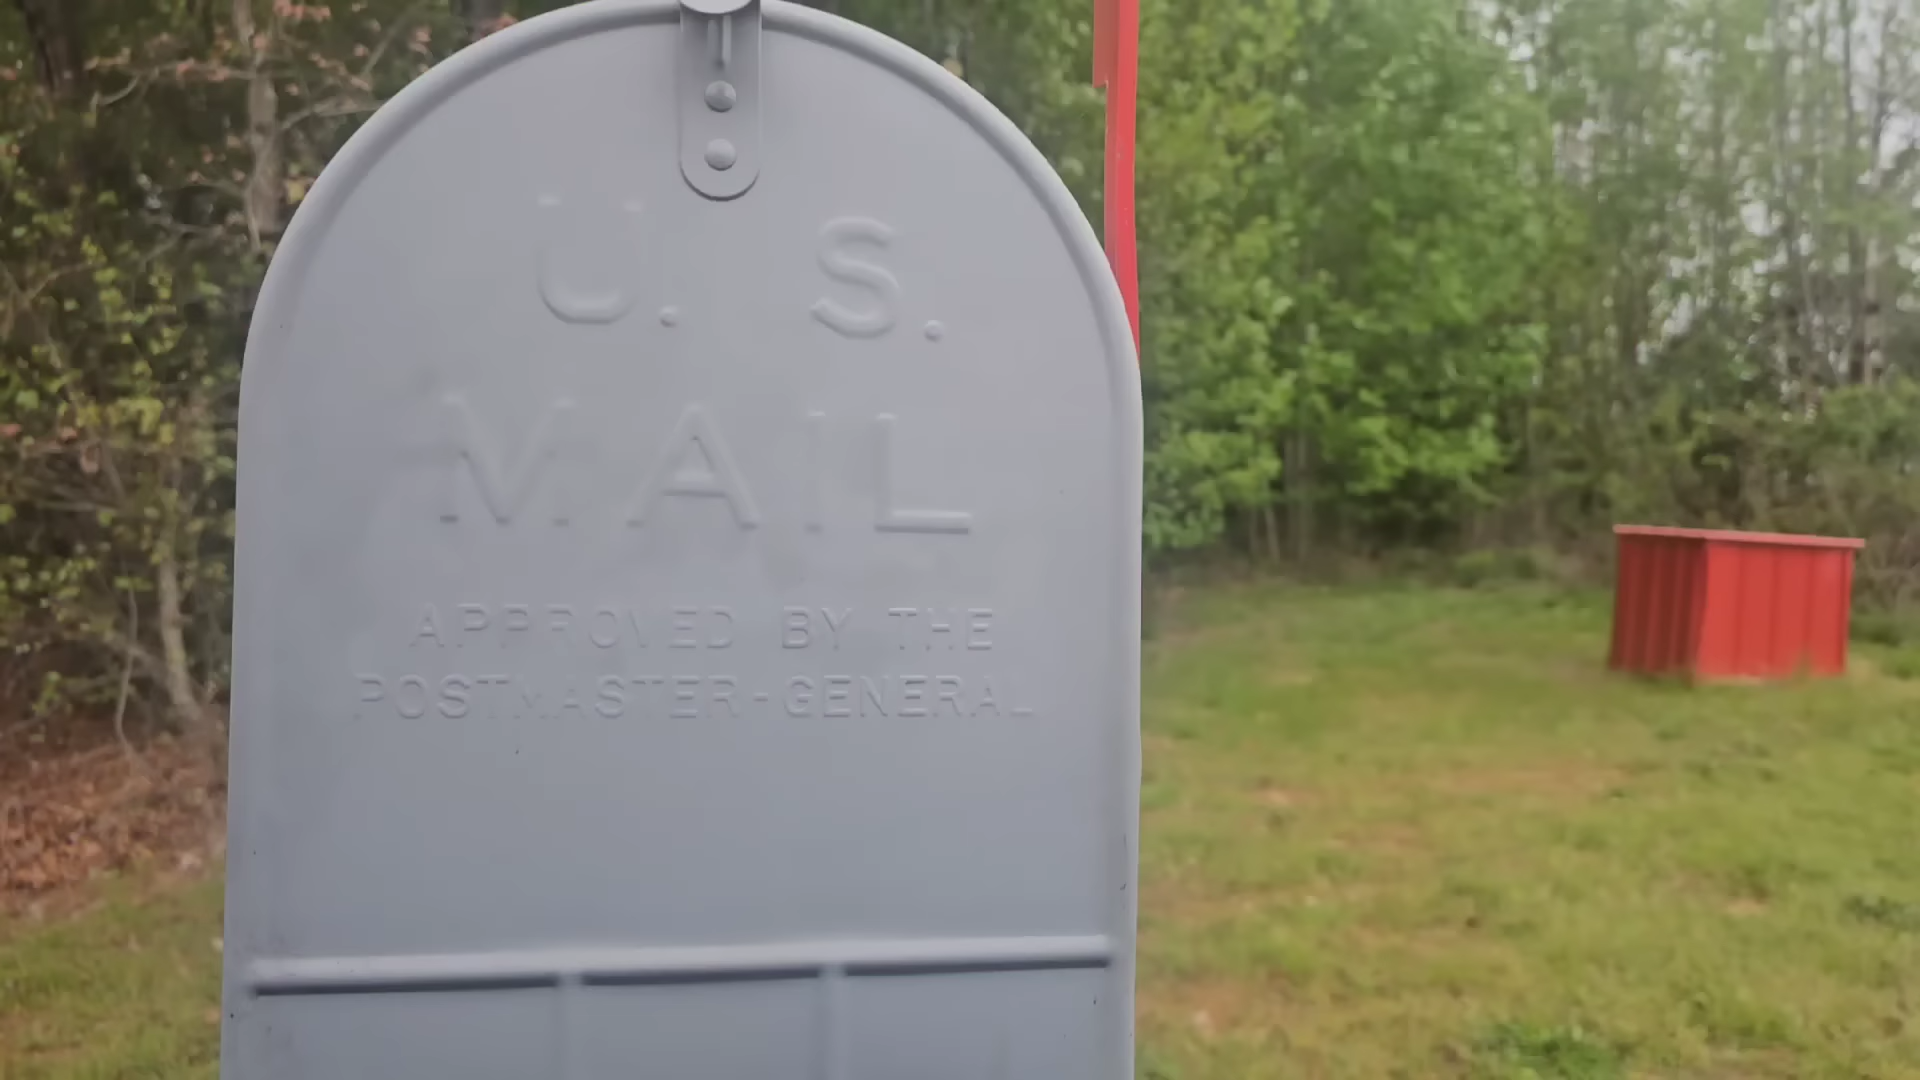 U. S.
MAIL
APPROVED BY THE
POSTMASTER-GENERAL